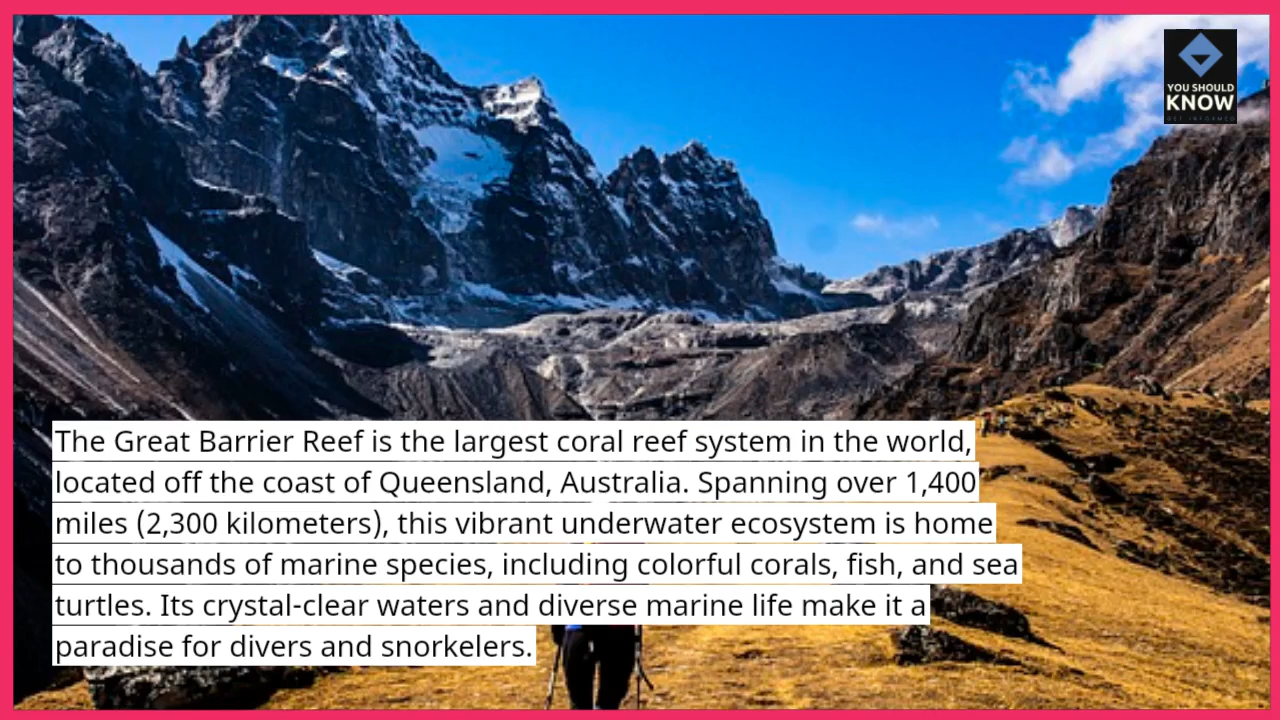 YOU SHOULD
KNOW
GET INFORMED
The Great Barrier Reef is the largest coral reef system in the world,
located off the coast of Queensland, Australia. Spanning over 1,400
miles (2,300 kilometers), this vibrant underwater ecosystem is home
to thousands of marine species, including colorful corals, fish, and sea
turtles. Its crystal-clear waters and diverse marine life make it a
paradise for divers and snorkelers.